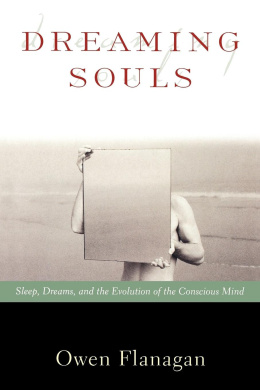 DREAMING
SOULS
Sleep, Dreams, and the Evolution of the Conscious Mind
Owen Flanagan